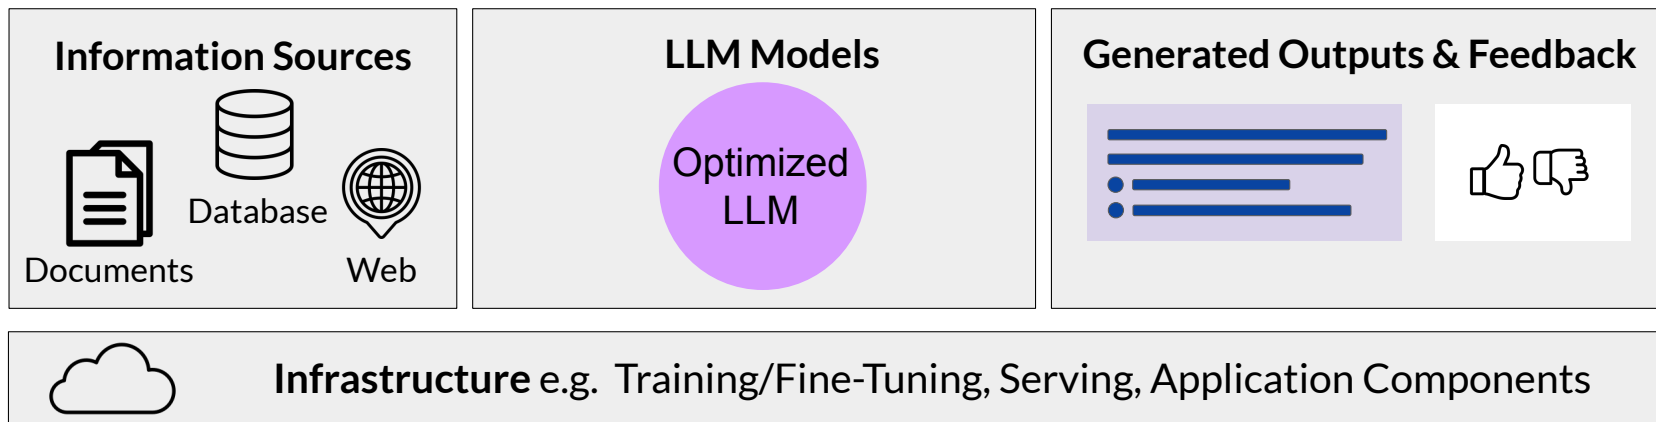 Information Sources
Database
Documents
Web
LLM Models
Optimized
LLM
Generated Outputs & Feedback
Infrastructure e.g. Training/Fine-Tuning, Serving, Application Components